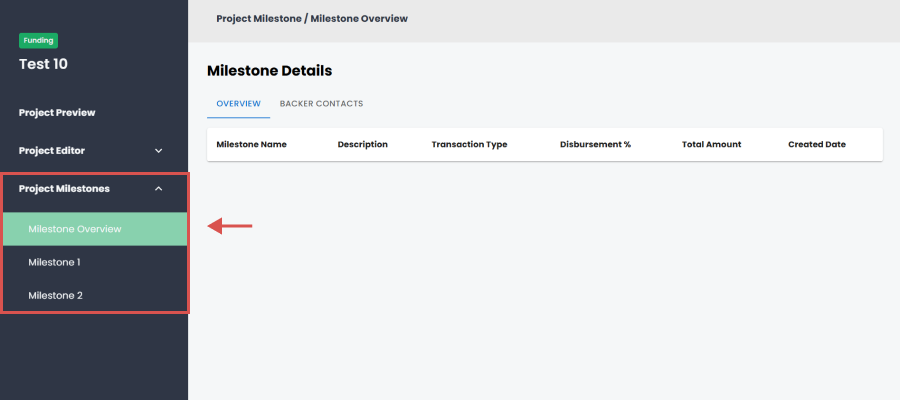 Project Milestone / Milestone Overview
Funding
Test 10
Project Preview
Project Editor
Project Milestones
Milestone Overview
Milestone 1
Milestone 2
Milestone Details
OVERVIEW BACKER CONTACTS
Milestone Name Description Transaction Type Disbursement % Total Amount Created Date